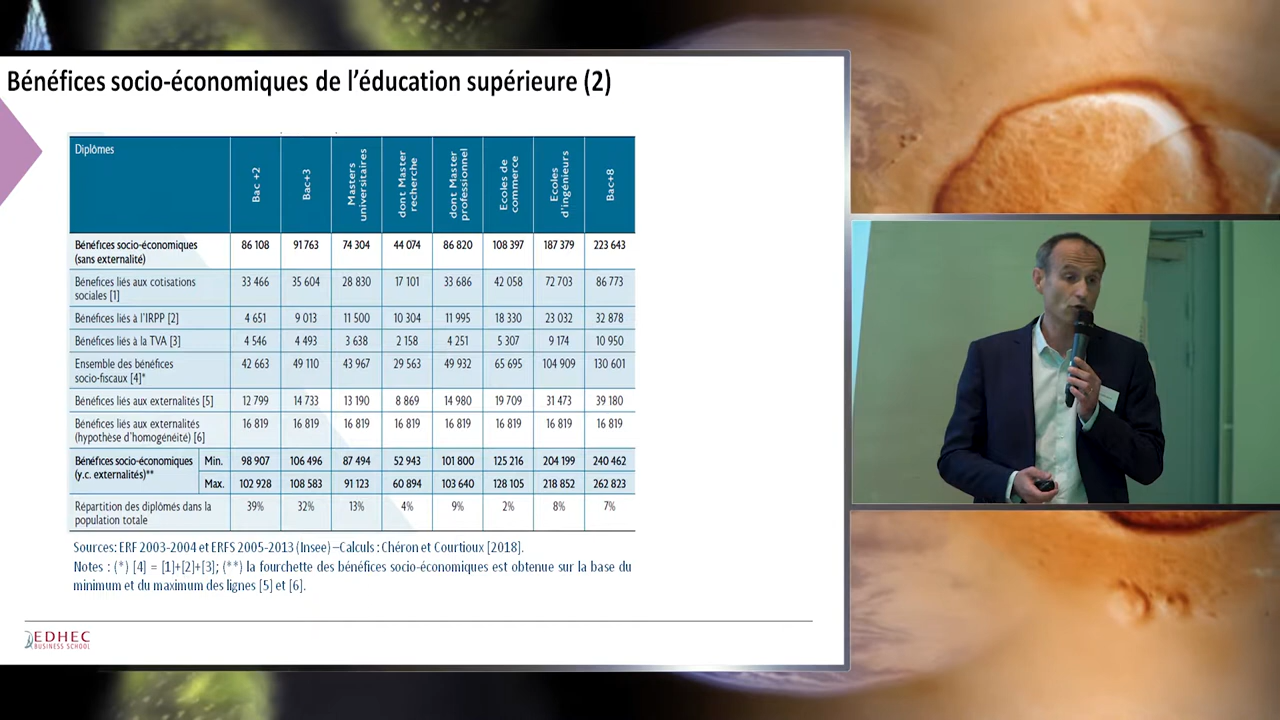 Bénéfices socio-économiques de l'éducation supérieure (2)
Diplômes
Bac +2
Bac+3
Masters
universitaires
dont Master
recherche
dont Master
professionnel
Ecoles de
commerce
Ecoles
d'ingénieurs
Bac+8
Bénéfices socio-économiques
(sans externalité)
86 108 91 763 74 304 44 074 86 820 108 397 187 379 223 643
Bénéfices liés aux cotisations
sociales [1]
33 466 35 604 28 830 17 101 33 686 42 058 72 703 86 773
Bénéfices liés à l'IRPP [2] 4 651 9 013 11 500 10 304 11 995 18 330 23 032 32 878
Bénéfices liés à la TVA [3] 4 546 4 493 3 638 2 158 4 251 5 307 9 174 10 950
Ensemble des bénéfices
socio-fiscaux [4]*
42 663 49 110 43 967 29 563 49 932 65 695 104 909 130 601
Bénéfices liés aux externalités [5] 12 799 14 733 13 190 8 869 14 980 19 709 31 473 39 180
Bénéfices liés aux externalités
(hypothèse d'homogénéité) [6]
16 819 16 819 16 819 16 819 16 819 16 819 16 819 16 819
Bénéfices socio-économiques
(y.c. externalités)**
Min. 98 907 106 496 87 494 52 943 101 800 125 216 204 199 240 462
Max. 102 928 108 583 91 123 60 894 103 640 128 105 218 852 262 823
Répartition des diplômés dans la
population totale
39% 32% 13% 4% 9% 2% 8% 7%
Sources: ERF 2003-2004 et ERFS 2005-2013 (Insee) –Calculs : Chéron et Courtioux [2018].
Notes : (*) [4] = [1]+[2]+[3]; (**) la fourchette des bénéfices socio-économiques est obtenue sur la base du
minimum et du maximum des lignes [5] et [6].
EDHEC
BUSINESS SCHOOL